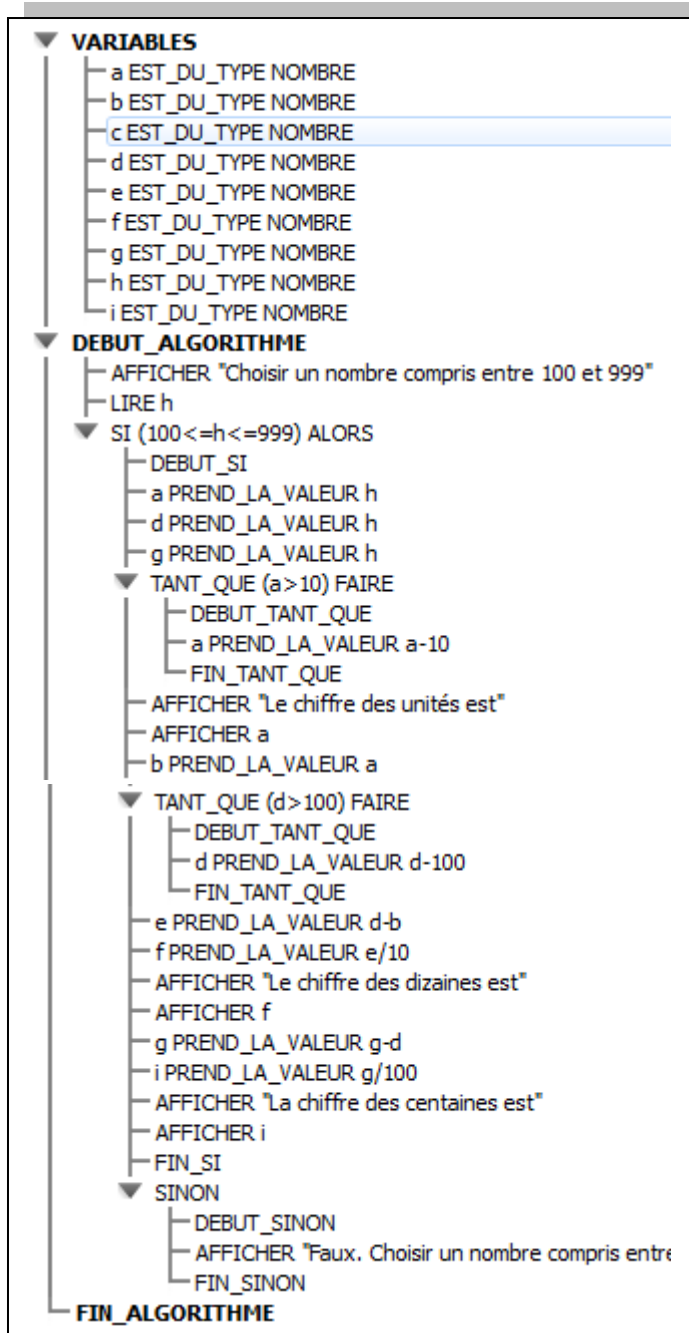 VARIABLES
a EST_DU_TYPE NOMBRE
b EST_DU_TYPE NOMBRE
c EST_DU_TYPE NOMBRE
d EST_DU_TYPE NOMBRE
e EST_DU_TYPE NOMBRE
f EST_DU_TYPE NOMBRE
g EST_DU_TYPE NOMBRE
h EST_DU_TYPE NOMBRE
i EST_DU_TYPE NOMBRE
DEBUT_ALGORITHME
AFFICHER "Choisir un nombre compris entre 100 et 999"
LIRE h
SI (100<=h<=999) ALORS
DEBUT_SI
a PREND_LA_VALEUR h
d PREND_LA_VALEUR h
g PREND_LA_VALEUR h
TANT_QUE (a>10) FAIRE
DEBUT_TANT_QUE
a PREND_LA_VALEUR a-10
FIN_TANT_QUE
AFFICHER "Le chiffre des unités est"
AFFICHER a
b PREND_LA_VALEUR a
TANT_QUE (d>100) FAIRE
DEBUT_TANT_QUE
d PREND_LA_VALEUR d-100
FIN_TANT_QUE
e PREND_LA_VALEUR d-b
f PREND_LA_VALEUR e/10
AFFICHER "Le chiffre des dizaines est"
AFFICHER f
g PREND_LA_VALEUR g-d
i PREND_LA_VALEUR g/100
AFFICHER "La chiffre des centaines est"
AFFICHER i
FIN_SI
SINON
DEBUT_SINON
AFFICHER "Faux. Choisir un nombre compris entre
FIN_SINON
FIN_ALGORITHME